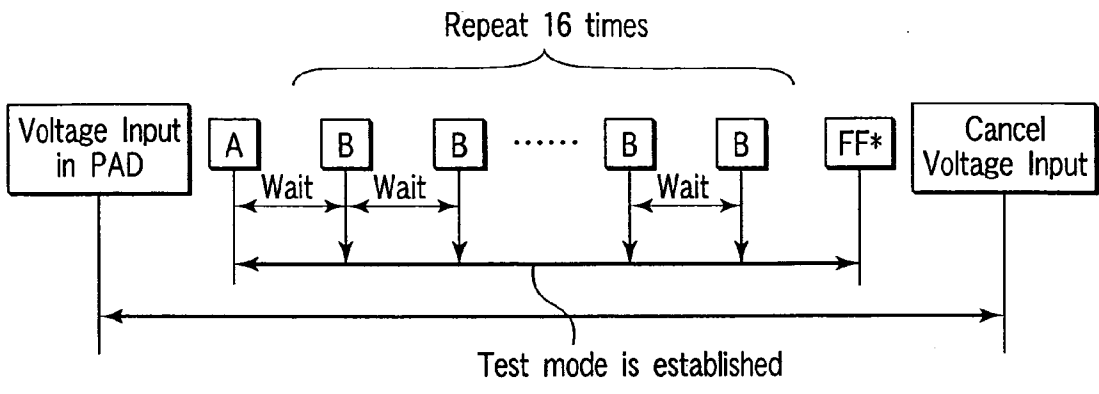 Repeat 16 times
Voltage Input
in PAD
A
B
B
......
B
B
FF*
Cancel
Voltage Input
Wait
Wait
Wait
Test mode is established